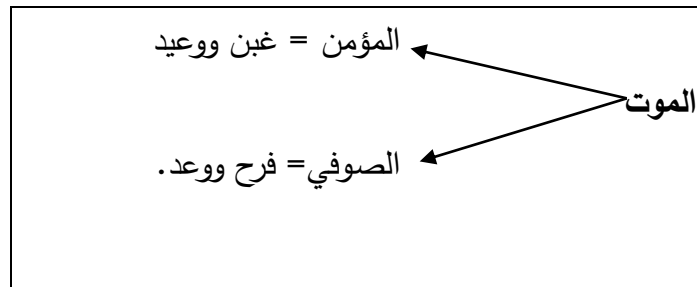 المؤمن = غبن ووعيد
الموت
الصوفي= فرح ووعد.